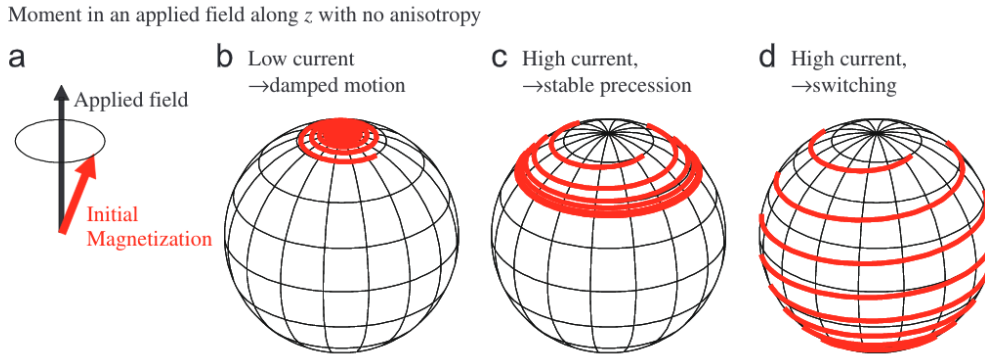 Moment in an applied field along z with no anisotropy
a
Applied field
Initial
Magnetization
b Low current
→damped motion
c High current,
→stable precession
d High current,
→switching